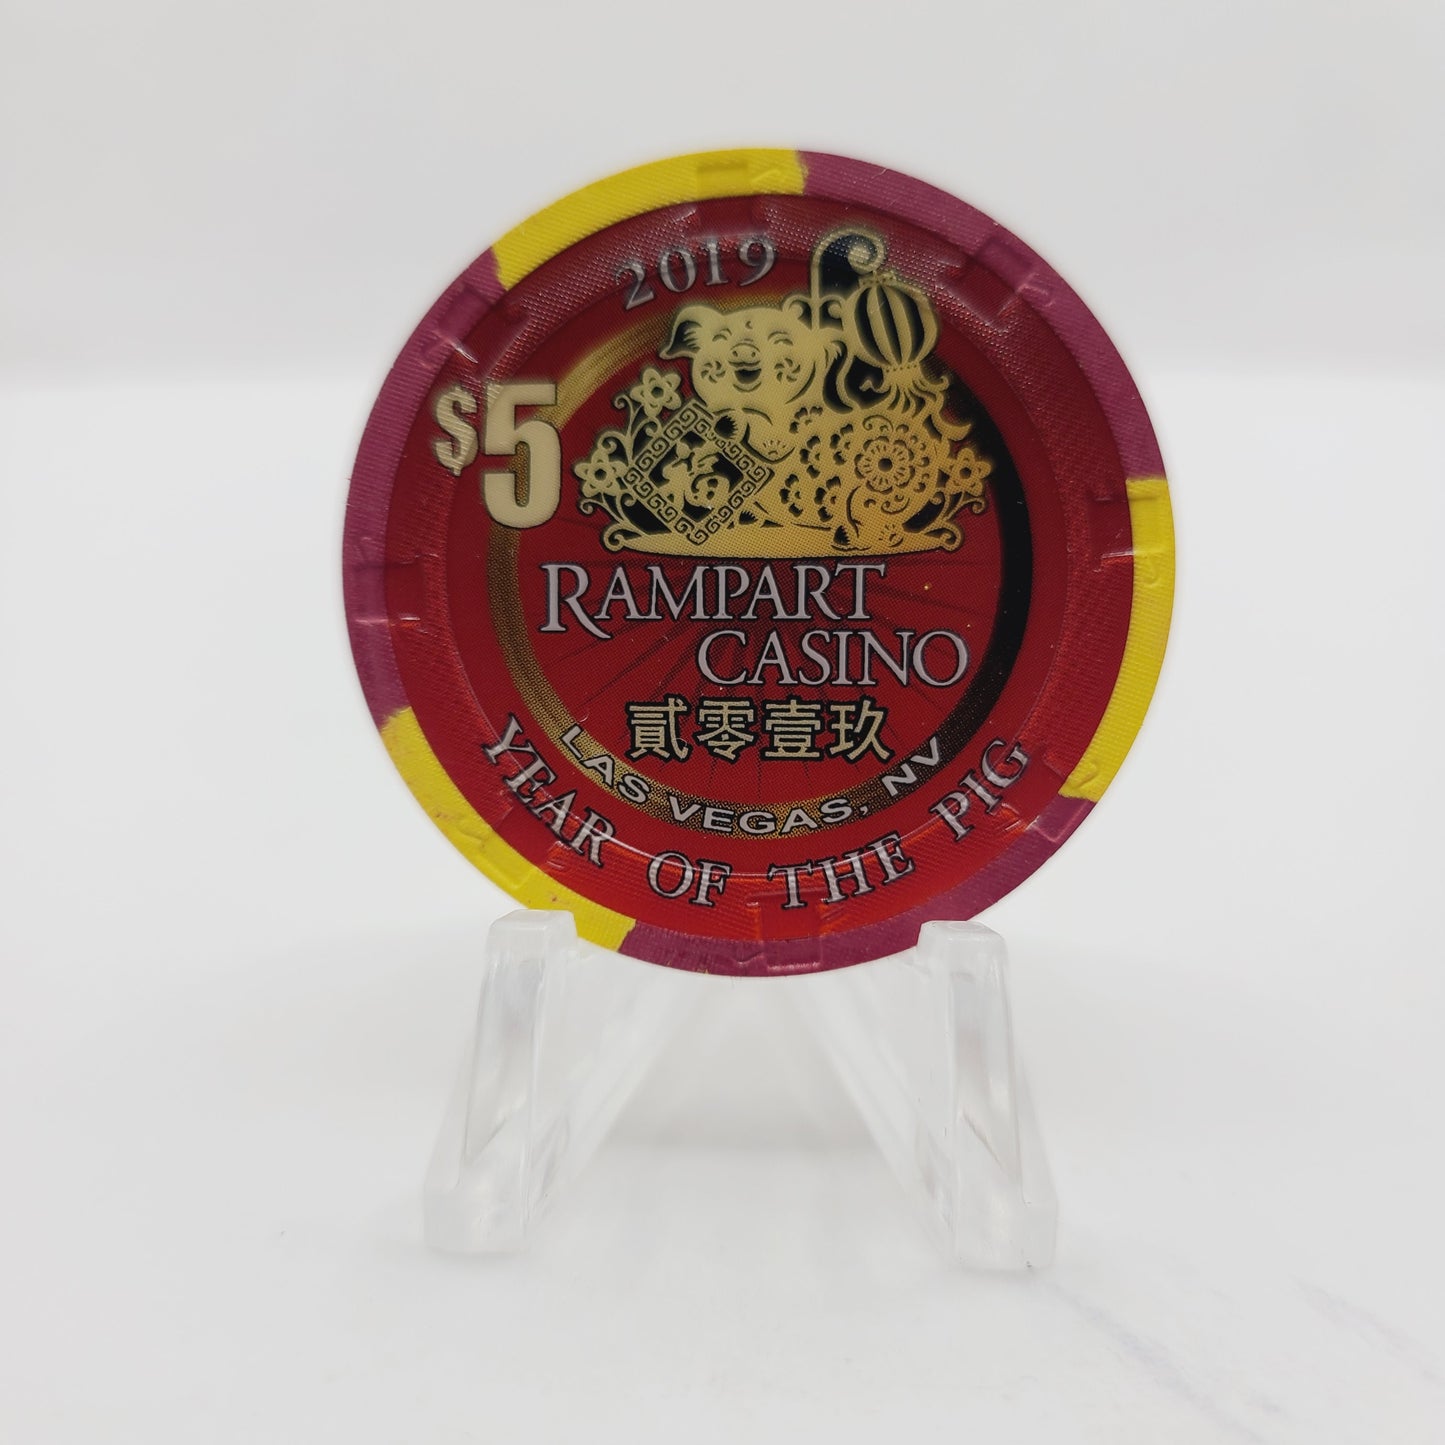 2019
$5
福
RAMPART
CASINO
貳零壹玖
LAS VEGAS, NV
YEAR OF THE PIG